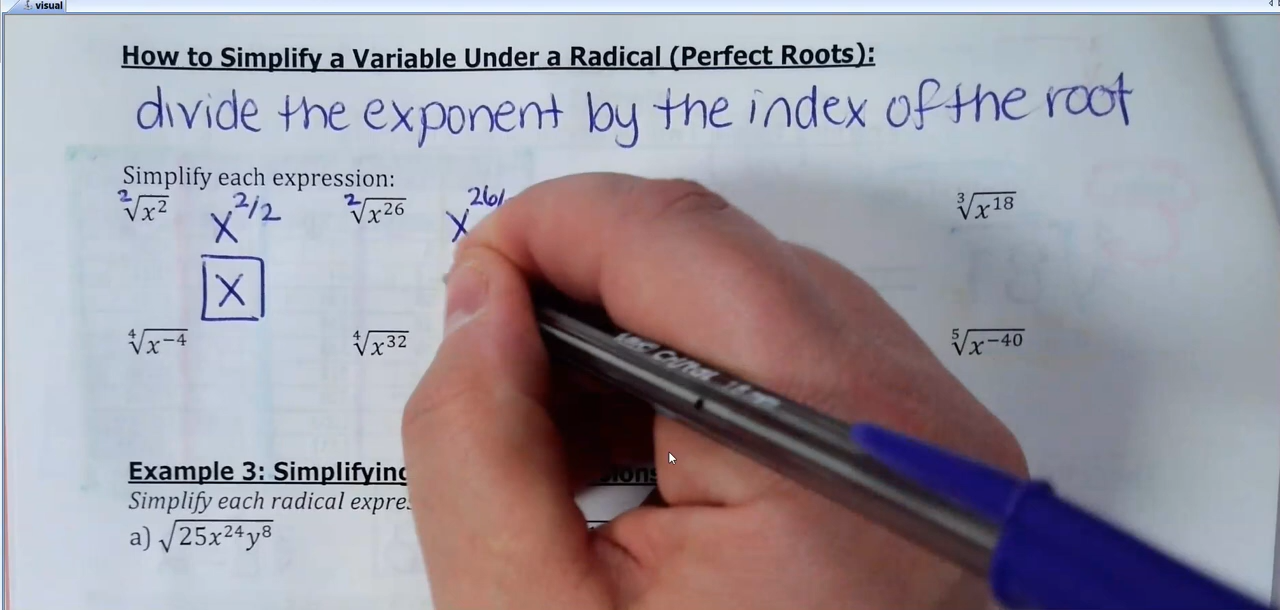 visual
How to Simplify a Variable Under a Radical (Perfect Roots):
divide the exponent by the index of the root
Simplify each expression:
²√x² x^2/2 ²√x²⁶ x^26/ ³√x¹⁸
x
⁴√x⁻⁴ ⁴√x³² ⁵√x⁻⁴⁰
Example 3: Simplifying
Simplify each radical
a) √25x²⁴y⁸